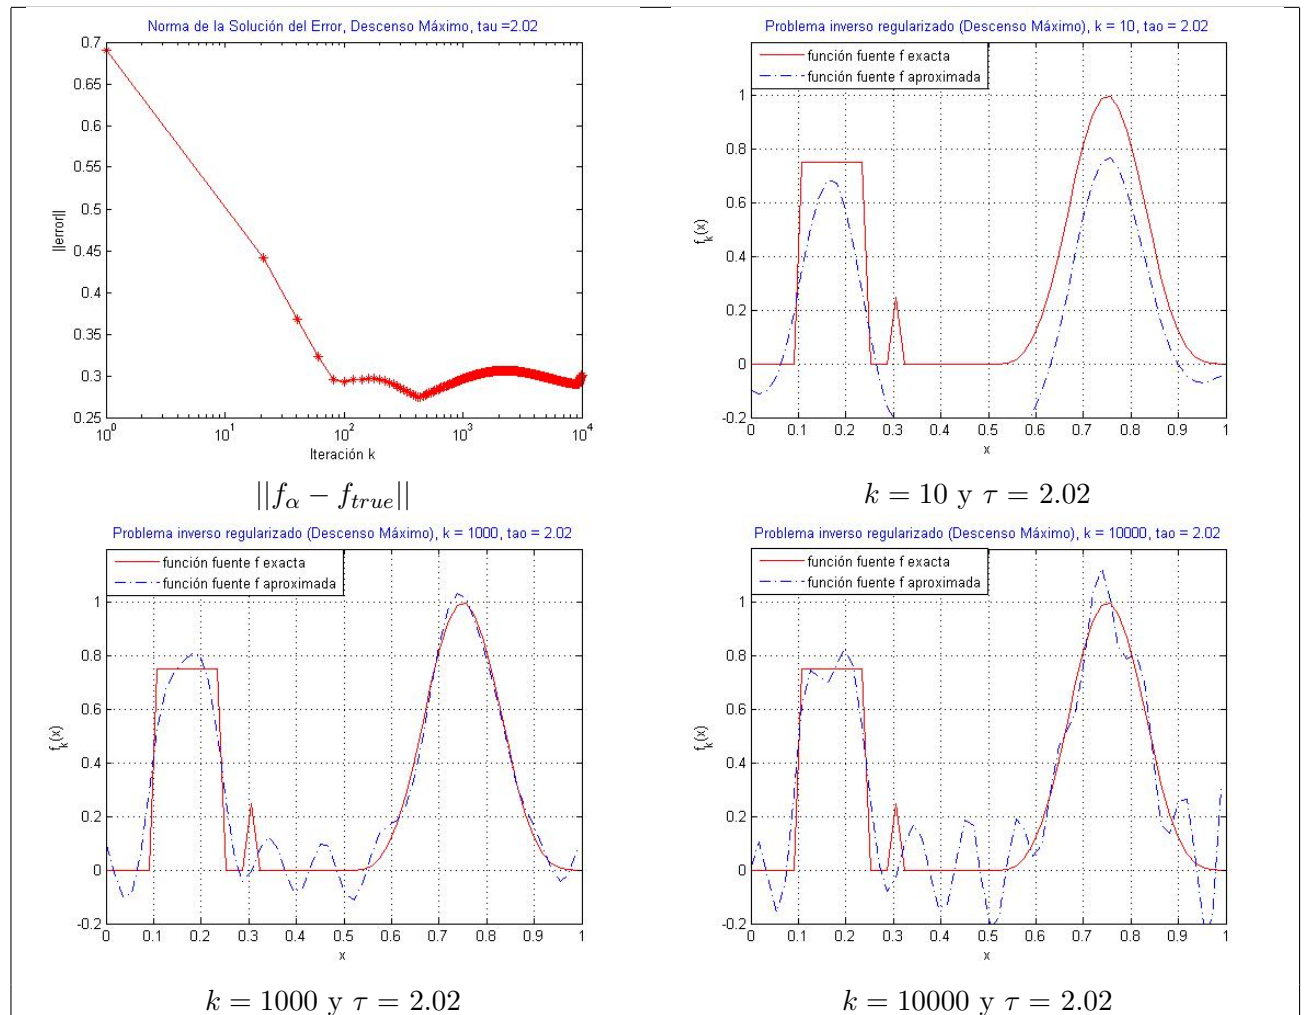 Norma de la Solución del Error, Descenso Máximo, tau =2.02
0.7
0.65
0.6
0.55
0.5
0.45
0.4
0.35
0.3
0.25
||error||
10^0 10^1 10^2 10^3 10^4
Iteración k
||f_α − f_true||
Problema inverso regularizado (Descenso Máximo), k = 10, tao = 2.02
función fuente f exacta
función fuente f aproximada
1
0.8
0.6
0.4
0.2
0
-0.2
f_k(x)
0 0.1 0.2 0.3 0.4 0.5 0.6 0.7 0.8 0.9 1
x
k = 10 y τ = 2.02
Problema inverso regularizado (Descenso Máximo), k = 1000, tao = 2.02
función fuente f exacta
función fuente f aproximada
1
0.8
0.6
0.4
0.2
0
-0.2
f_k(x)
0 0.1 0.2 0.3 0.4 0.5 0.6 0.7 0.8 0.9 1
x
k = 1000 y τ = 2.02
Problema inverso regularizado (Descenso Máximo), k = 10000, tao = 2.02
función fuente f exacta
función fuente f aproximada
1
0.8
0.6
0.4
0.2
0
-0.2
f_k(x)
0 0.1 0.2 0.3 0.4 0.5 0.6 0.7 0.8 0.9 1
x
k = 10000 y τ = 2.02